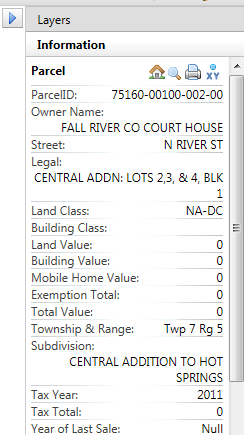 Layers
Information
Parcel XY
ParcelID: 75160-00100-002-00
Owner Name:
FALL RIVER CO COURT HOUSE
Street: N RIVER ST
Legal:
CENTRAL ADDN: LOTS 2,3, & 4, BLK
1
Land Class: NA-DC
Building Class:
Land Value: 0
Building Value: 0
Mobile Home Value: 0
Exemption Total: 0
Total Value: 0
Township & Range: Twp 7 Rg 5
Subdivision:
CENTRAL ADDITION TO HOT
SPRINGS
Tax Year: 2011
Tax Total: 0
Year of Last Sale: Null